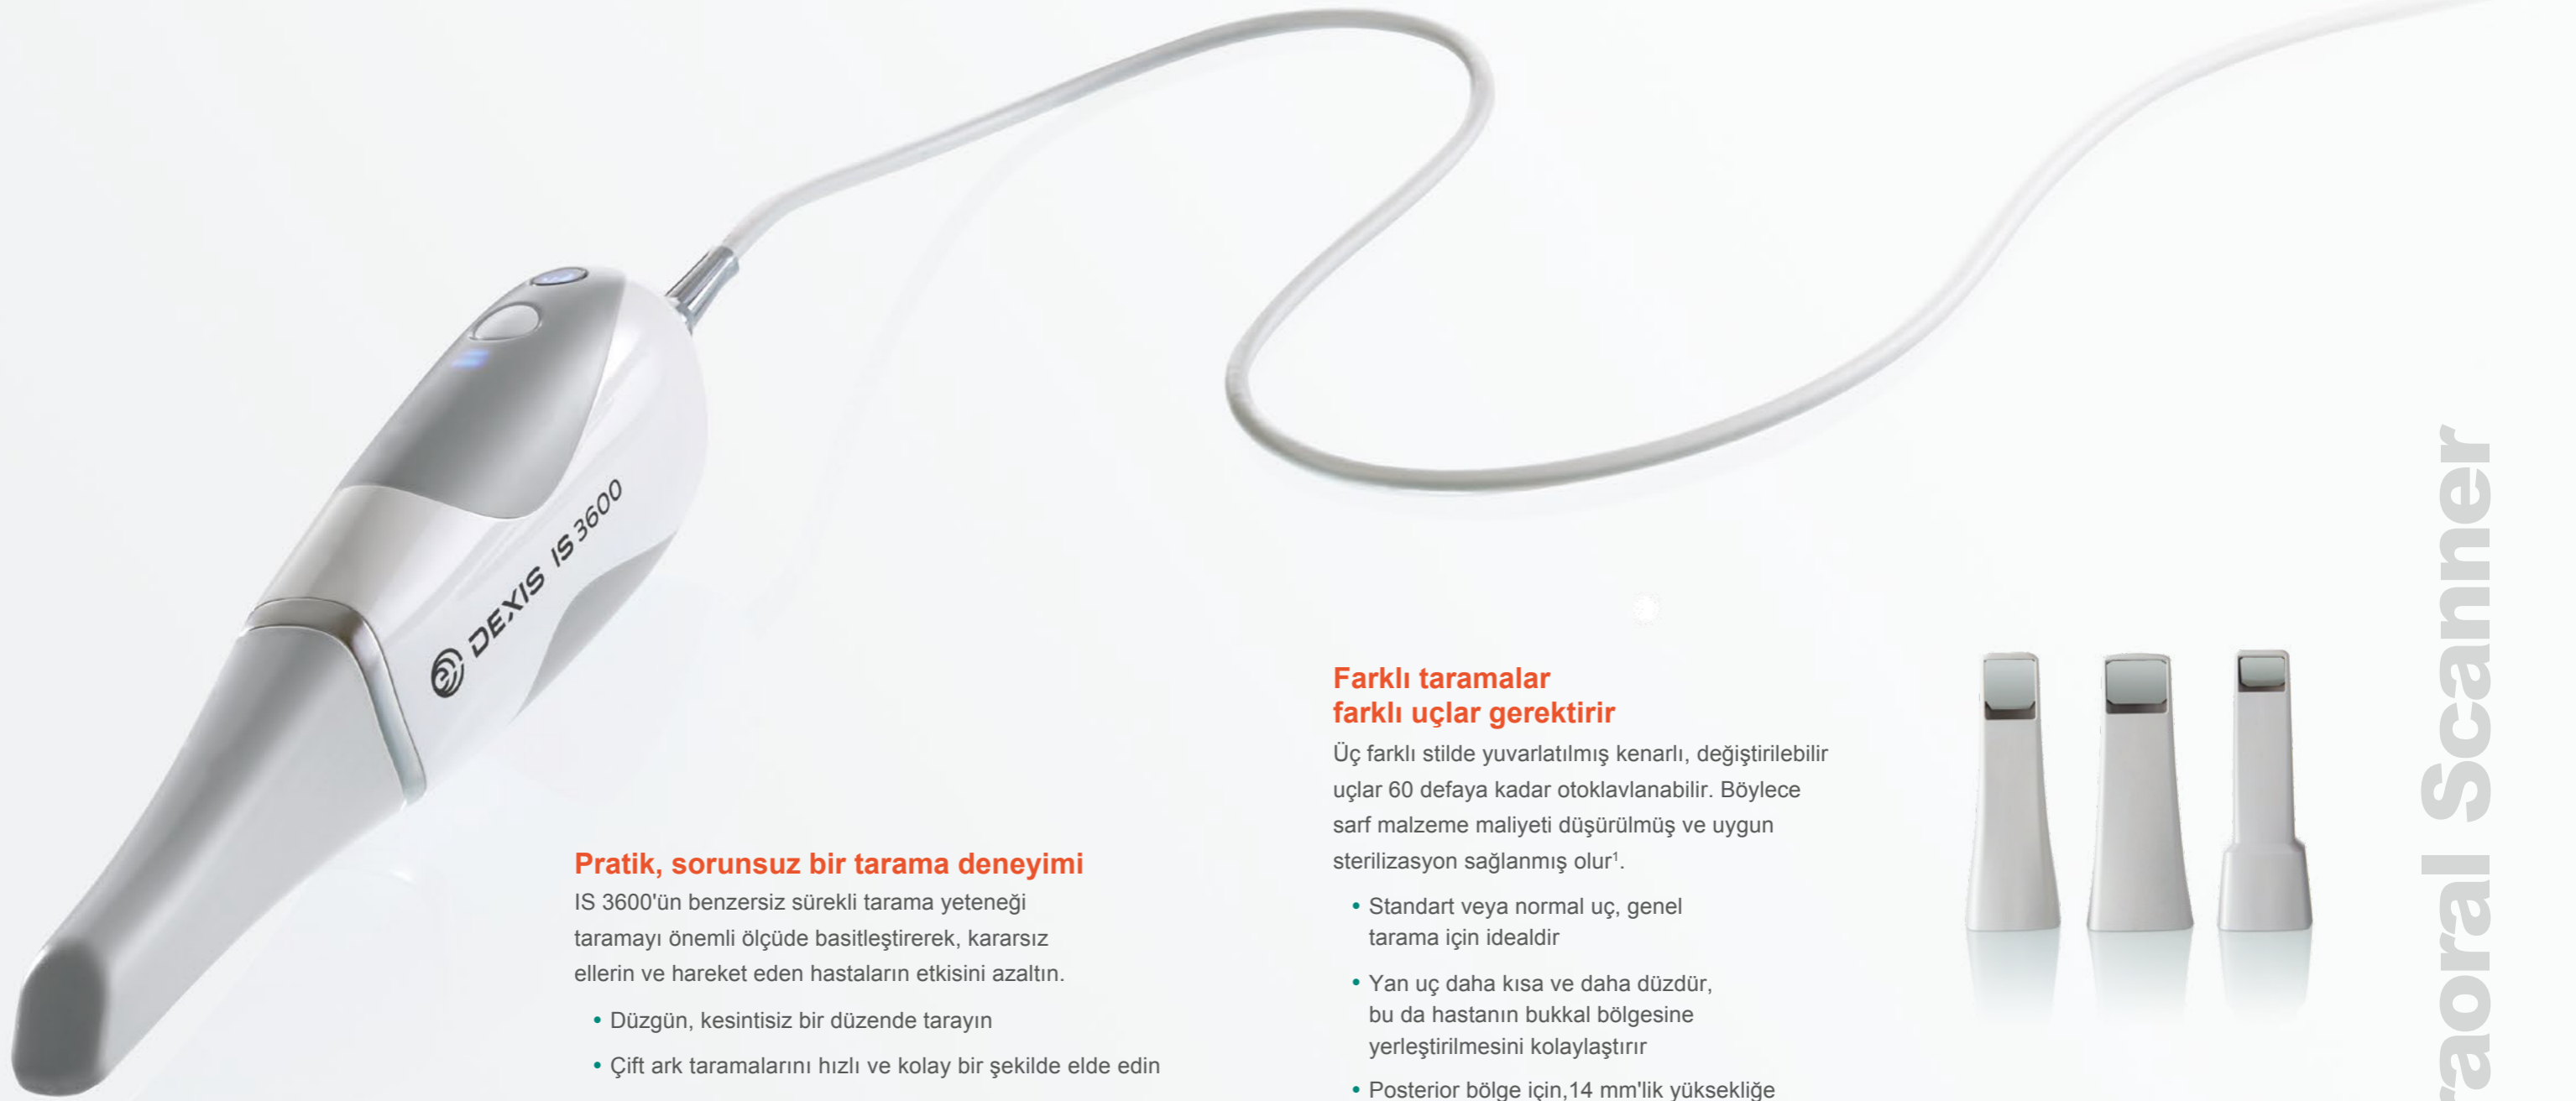 DEXIS IS 3600
Pratik, sorunsuz bir tarama deneyimi
IS 3600'ün benzersiz sürekli tarama yeteneği
taramayı önemli ölçüde basitleştirerek, kararsız
ellerin ve hareket eden hastaların etkisini azaltın.
• Düzgün, kesintisiz bir düzende tarayın
• Çift ark taramalarını hızlı ve kolay bir şekilde elde edin
Farklı taramalar
farklı uçlar gerektirir
Üç farklı stilde yuvarlatılmış kenarlı, değiştirilebilir
uçlar 60 defaya kadar otoklavlanabilir. Böylece
sarf malzeme maliyeti düşürülmüş ve uygun
sterilizasyon sağlanmış olur¹.
• Standart veya normal uç, genel
tarama için idealdir
• Yan uç daha kısa ve daha düzdür,
bu da hastanın bukkal bölgesine
yerleştirilmesini kolaylaştırır
• Posterior bölge için,14 mm'lik yüksekliğe
raoral Scanner